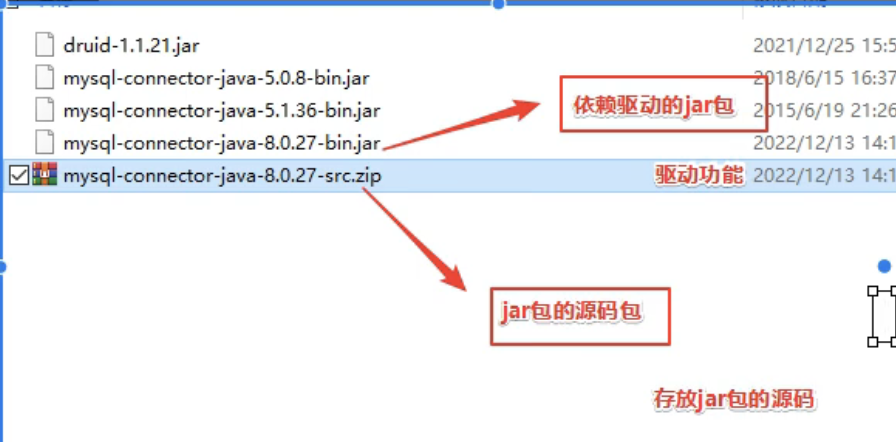 druid-1.1.21.jar 2021/12/25 15:5
mysql-connector-java-5.0.8-bin.jar 2018/6/15 16:37
依赖驱动的jar包
mysql-connector-java-5.1.36-bin.jar 2015/6/19 21:26
mysql-connector-java-8.0.27-bin.jar 2022/12/13 14:1
mysql-connector-java-8.0.27-src.zip 驱动功能 2022/12/13 14:1
jar包的源码包
存放jar包的源码